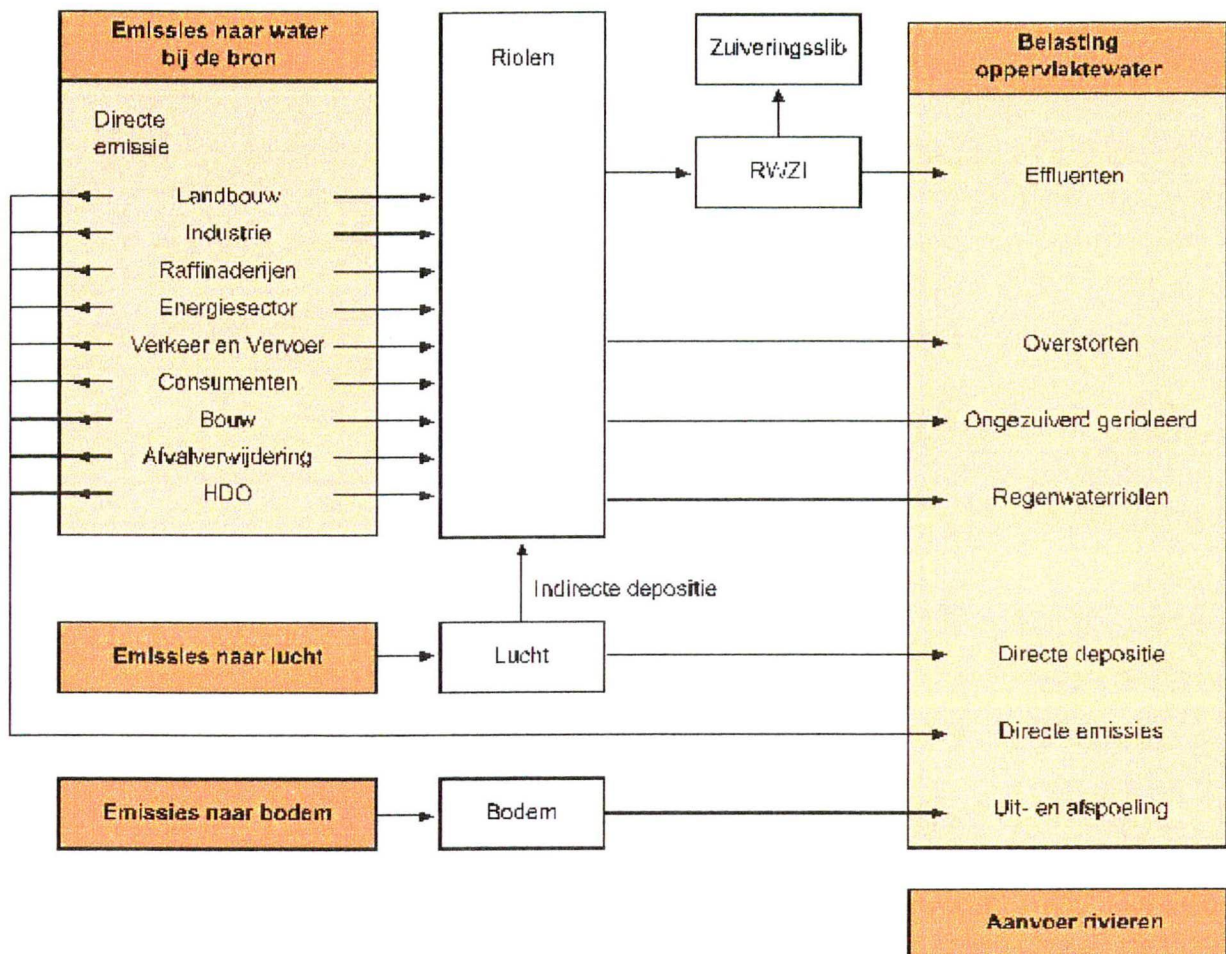 Emissies naar water
bij de bron
Directe
emissie
Landbouw
Industrie
Raffinaderijen
Energiesector
Verkeer en Vervoer
Consumenten
Bouw
Afvalverwijdering
HDO
Riolen
Zuiveringsslib
RWZI
Belasting
oppervlaktewater
Effluenten
Overstorten
Ongezuiverd gerioleerd
Regenwaterriolen
Indirecte depositie
Emissies naar lucht
Lucht
Directe depositie
Directe emissies
Emissies naar bodem
Bodem
Uit- en afspoeling
Aanvoer rivieren